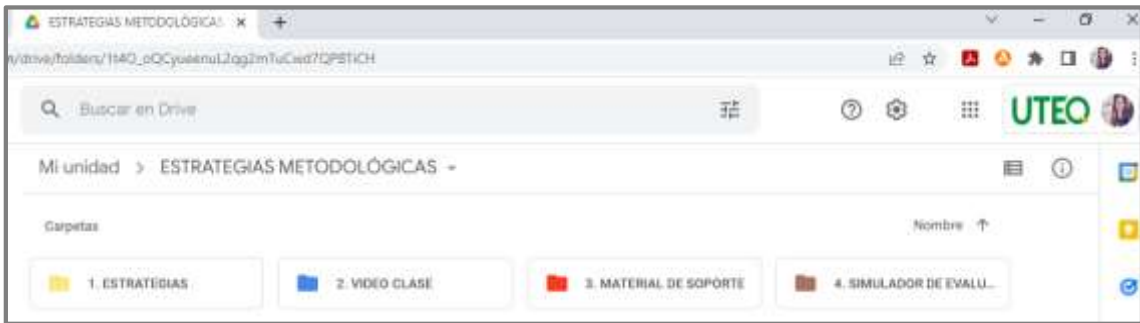 ESTRATEGIAS METODOLÓGICAS
Buscar en Drive
UTEQ
Mi unidad > ESTRATEGIAS METODOLÓGICAS
Carpetas
Nombre
1. ESTRATEGIAS
2. VIDEO CLASE
3. MATERIAL DE SOPORTE
4. SIMULADOR DE EVALU...